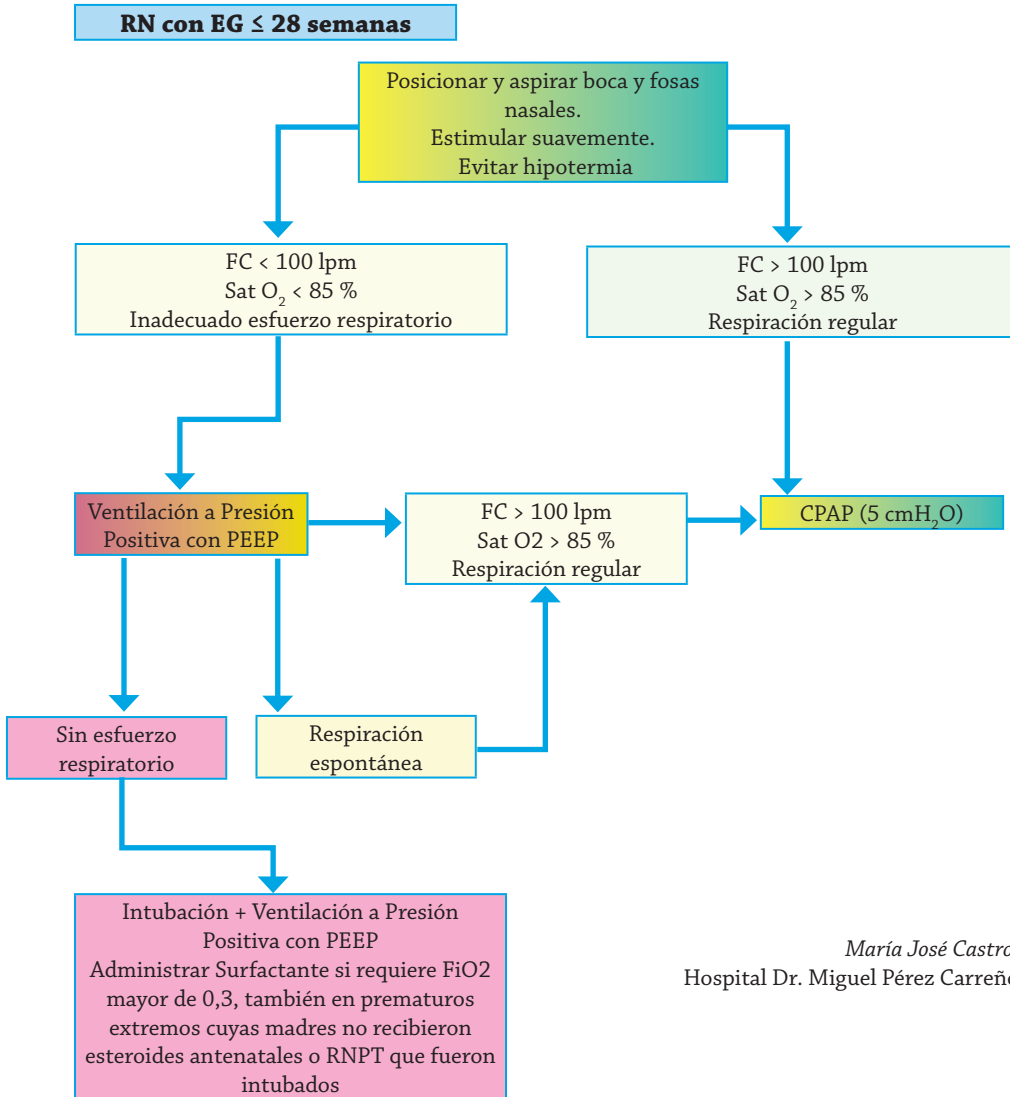 RN con EG ≤ 28 semanas
Posicionar y aspirar boca y fosas
nasales.
Estimular suavemente.
Evitar hipotermia
FC < 100 lpm
Sat O₂ < 85 %
Inadecuado esfuerzo respiratorio
FC > 100 lpm
Sat O₂ > 85 %
Respiración regular
Ventilación a Presión
Positiva con PEEP
FC > 100 lpm
Sat O2 > 85 %
Respiración regular
CPAP (5 cmH₂O)
Sin esfuerzo
respiratorio
Respiración
espontánea
Intubación + Ventilación a Presión
Positiva con PEEP
Administrar Surfactante si requiere FiO2
mayor de 0,3, también en prematuros
extremos cuyas madres no recibieron
esteroides antenatales o RNPT que fueron
intubados
María José Castro
Hospital Dr. Miguel Pérez Carreño